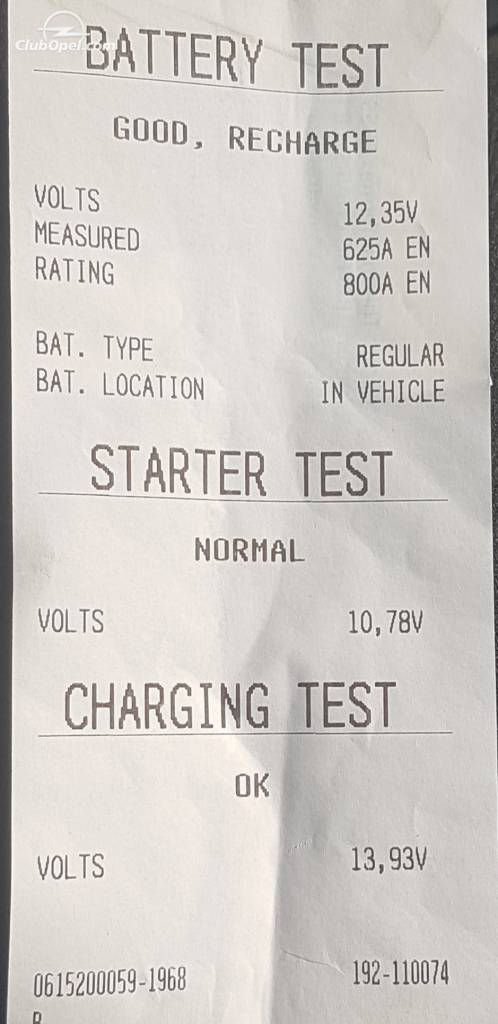 ClubOpel.com
BATTERY TEST
GOOD, RECHARGE
VOLTS 12,35V
MEASURED 625A EN
RATING 800A EN
BAT. TYPE REGULAR
BAT. LOCATION IN VEHICLE
STARTER TEST
NORMAL
VOLTS 10,78V
CHARGING TEST
OK
VOLTS 13,93V
0615200059-1968 192-110074